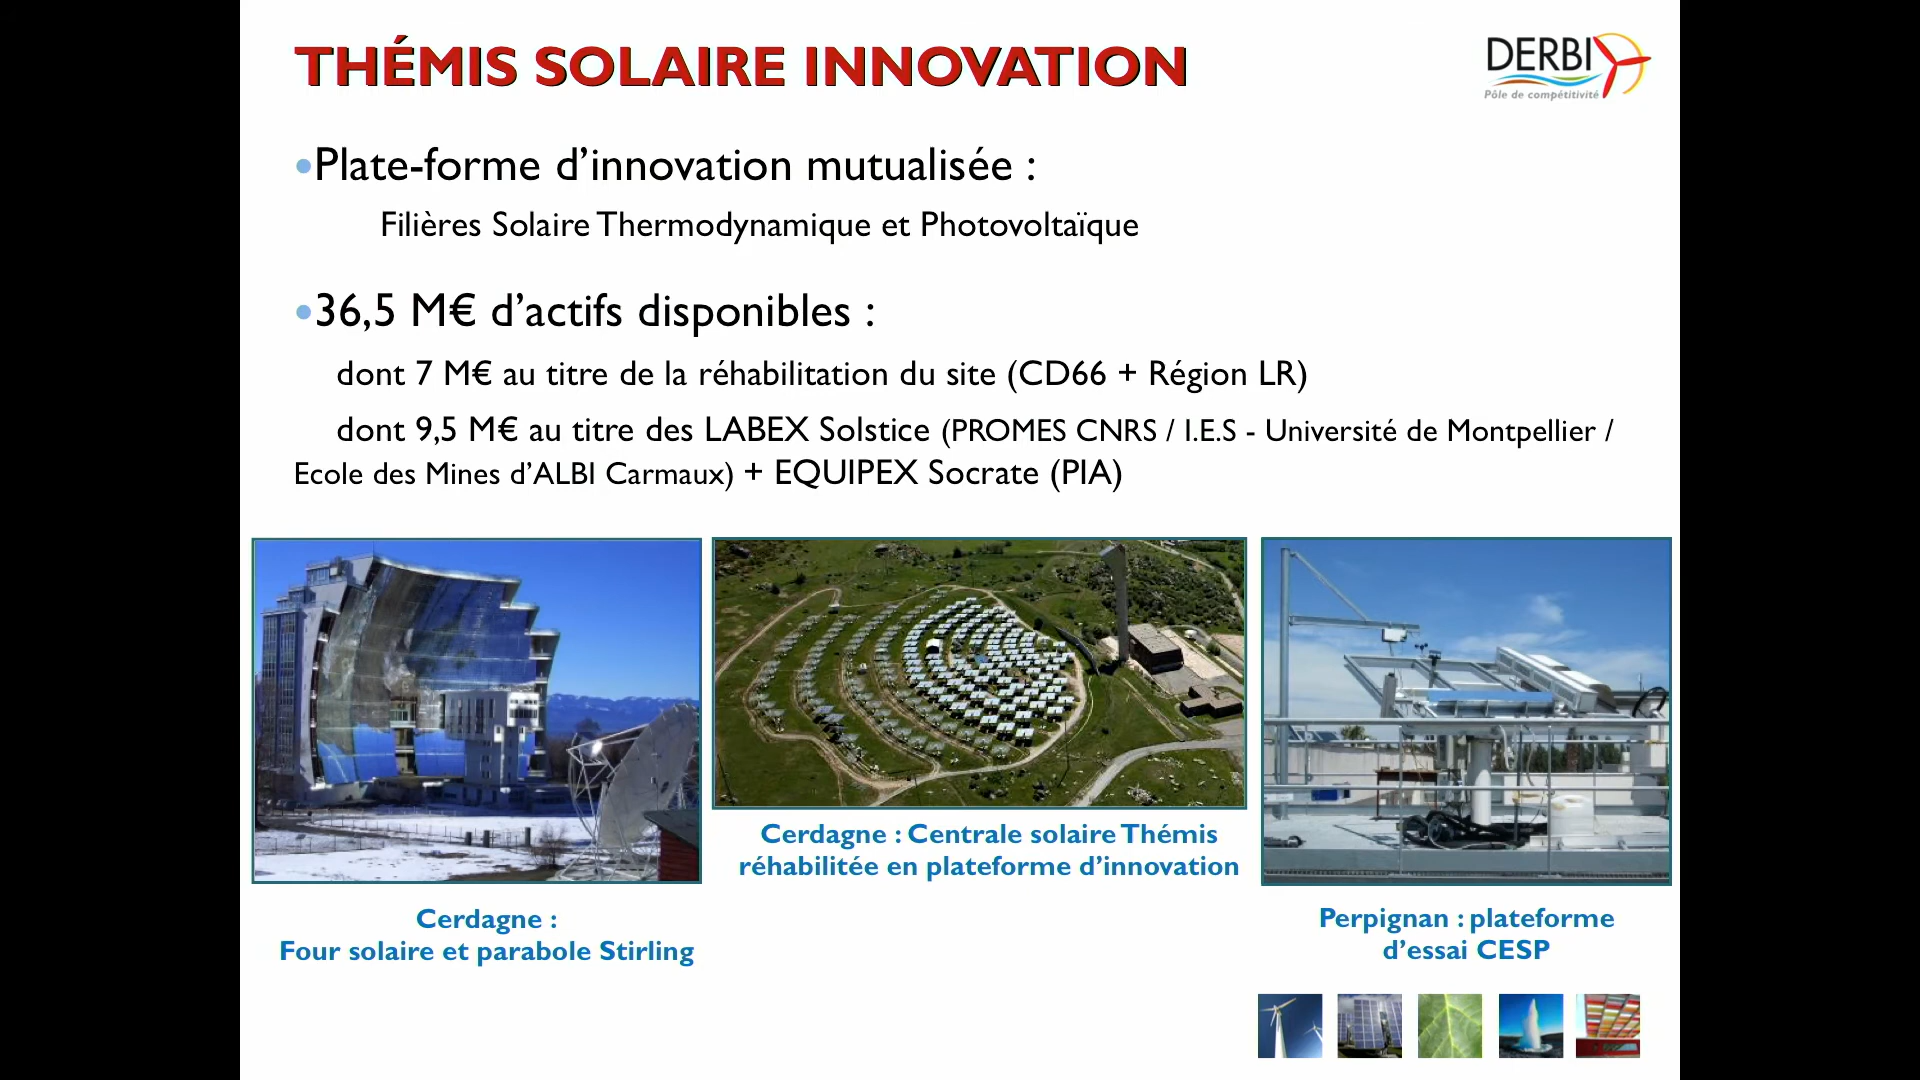 THÉMIS SOLAIRE INNOVATION
DERBI
Pôle de compétitivité
•Plate-forme d’innovation mutualisée :
Filières Solaire Thermodynamique et Photovoltaïque
•36,5 M€ d’actifs disponibles :
dont 7 M€ au titre de la réhabilitation du site (CD66 + Région LR)
dont 9,5 M€ au titre des LABEX Solstice (PROMES CNRS / I.E.S - Université de Montpellier /
Ecole des Mines d’ALBI Carmaux) + EQUIPEX Socrate (PIA)
Cerdagne :
Four solaire et parabole Stirling
Cerdagne : Centrale solaire Thémis
réhabilitée en plateforme d’innovation
Perpignan : plateforme
d’essai CESP